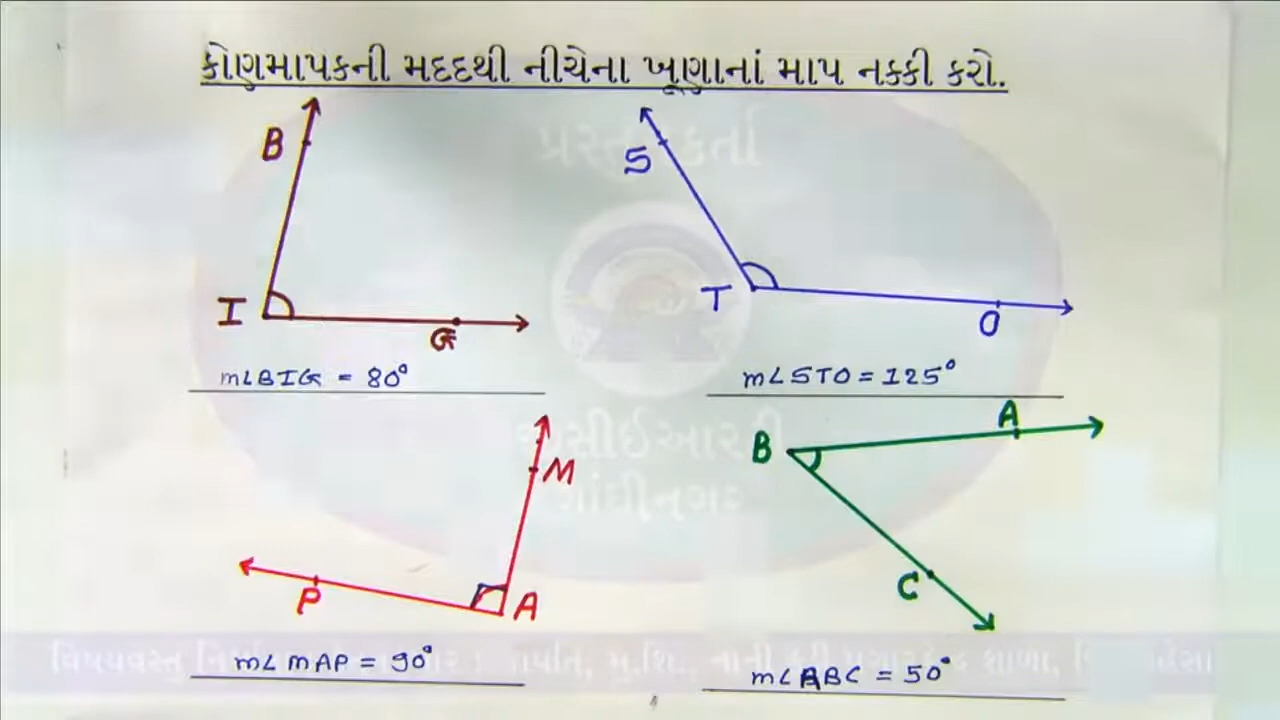 કોણમાપકની મદદથી નીચેના ખૂણાનાં માપ નક્કી કરો.
B
S
I
G
T
O
m∠BIG = 80°
m∠STO = 125°
M
A
B
P
A
C
m∠MAP = 90°
m∠ABC = 50°